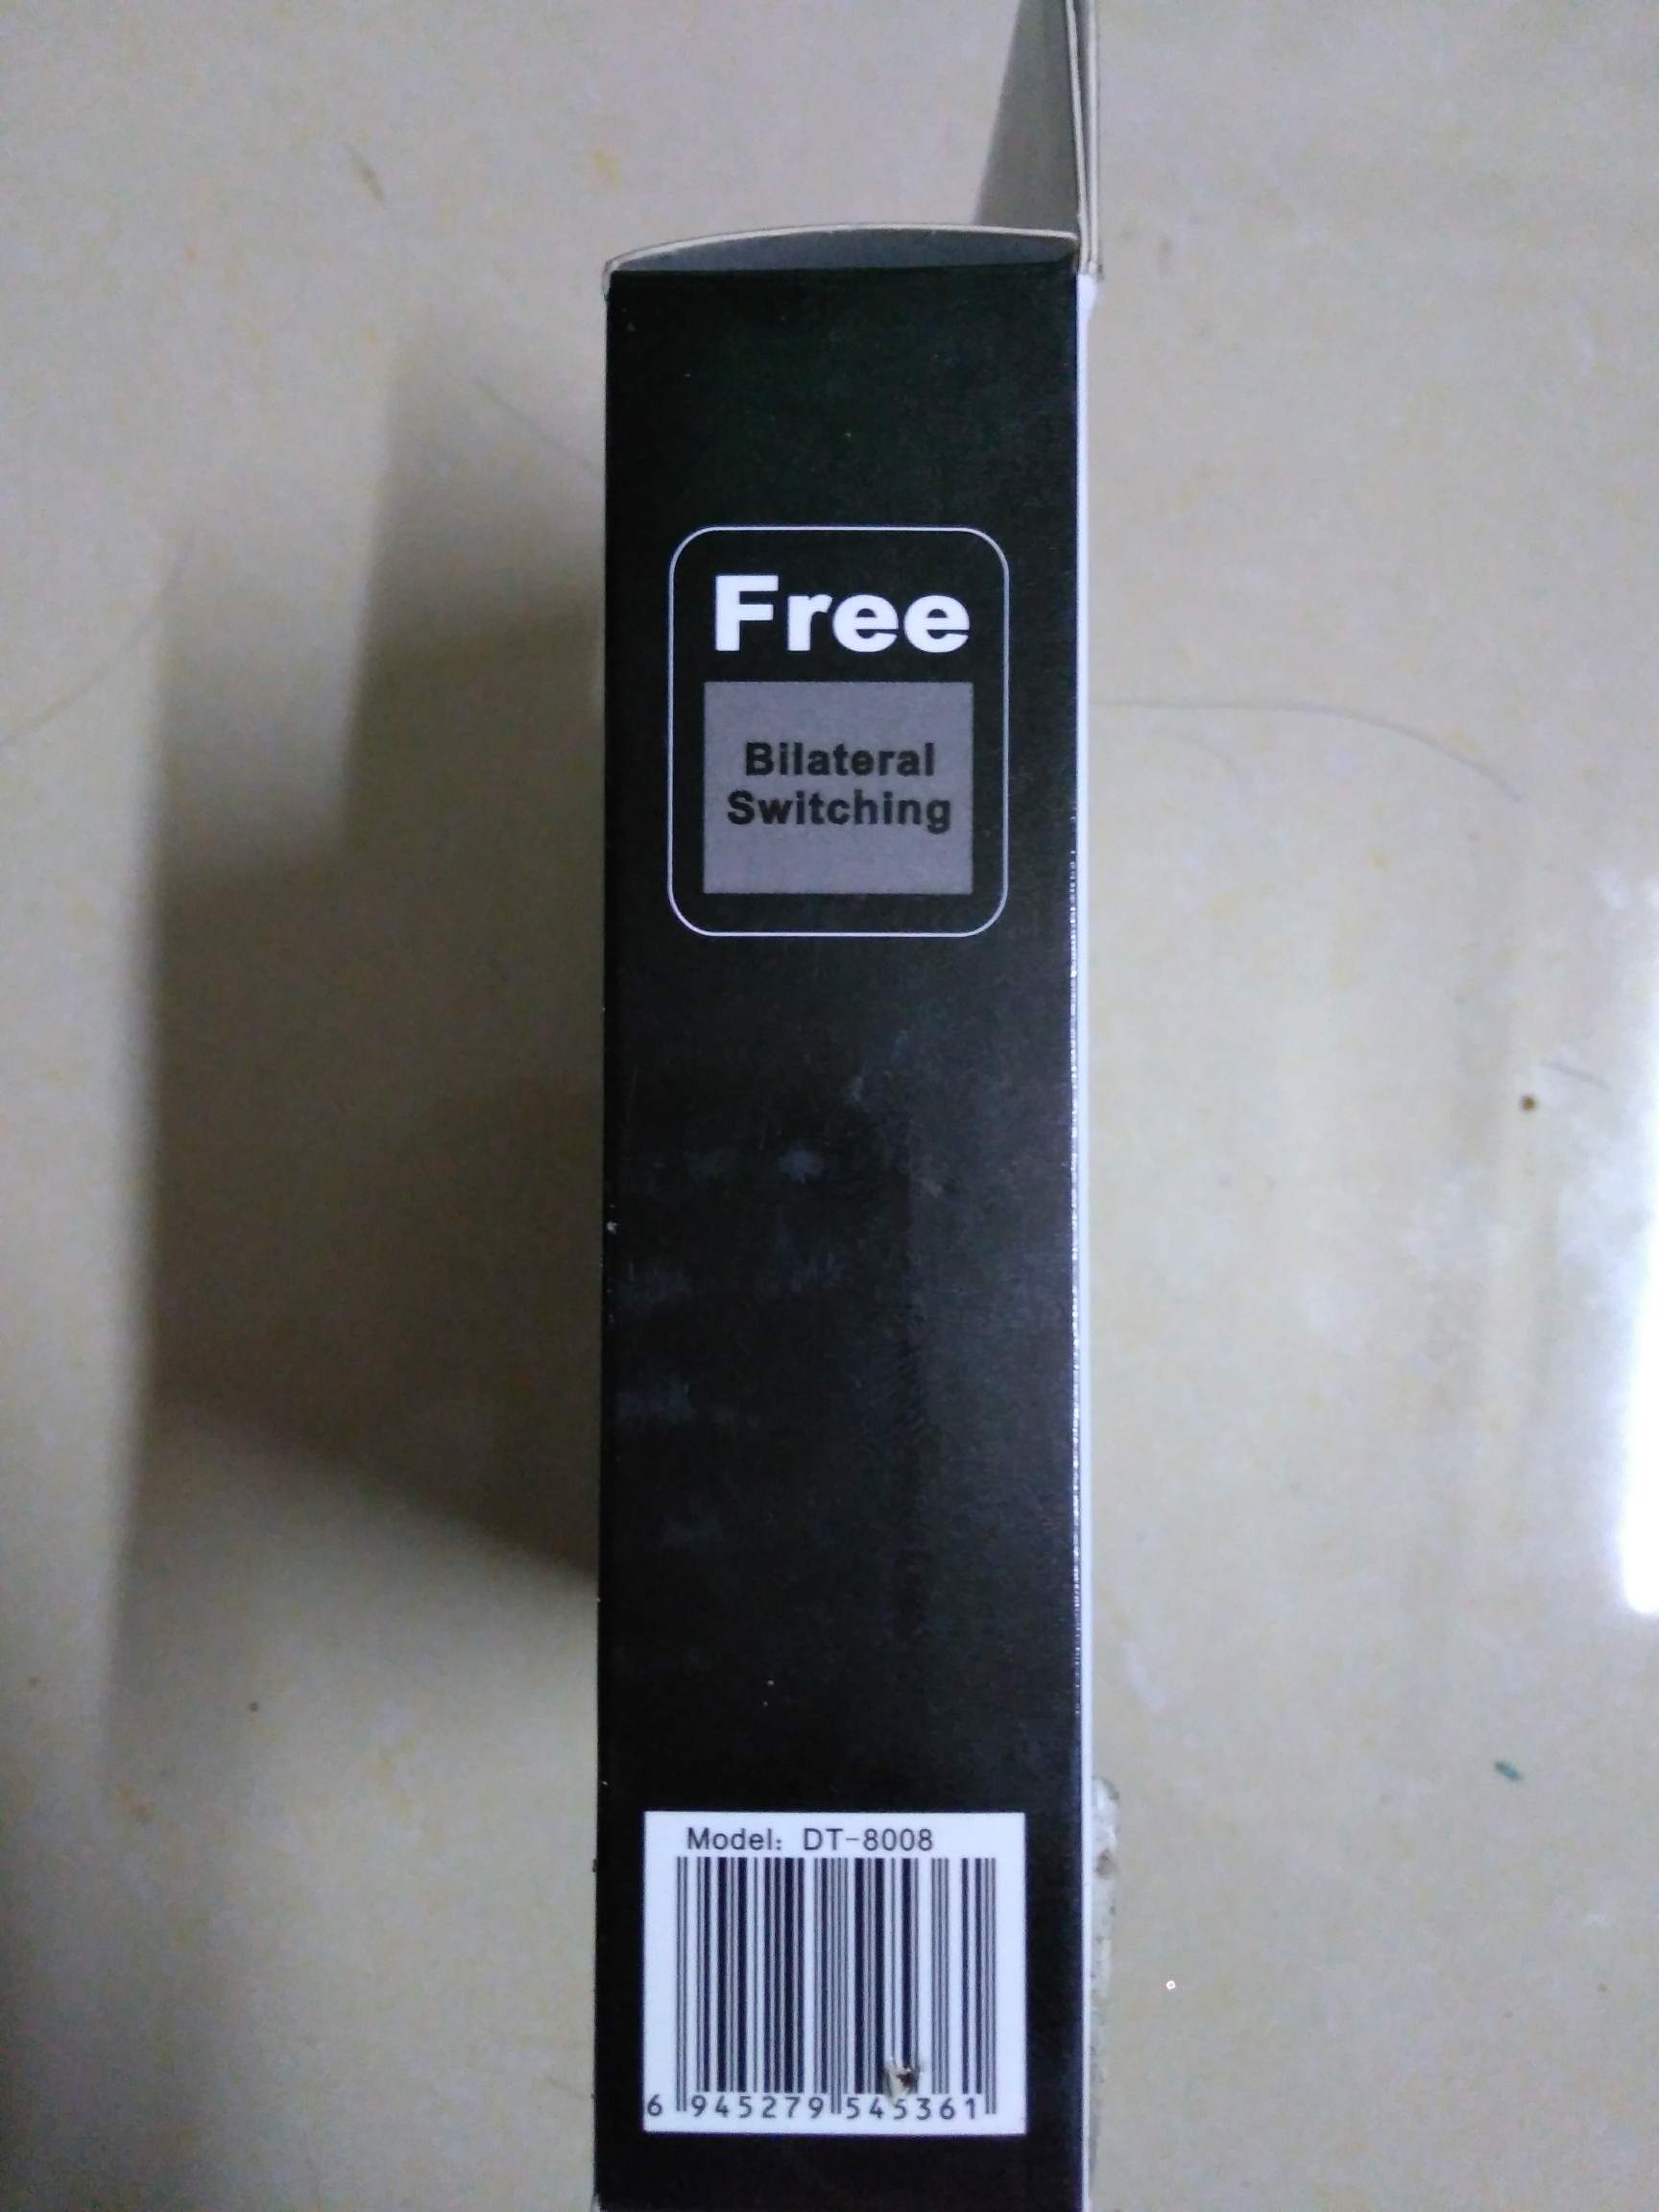 Free
Bilateral
Switching
Model: DT-8008
6 945279 545361